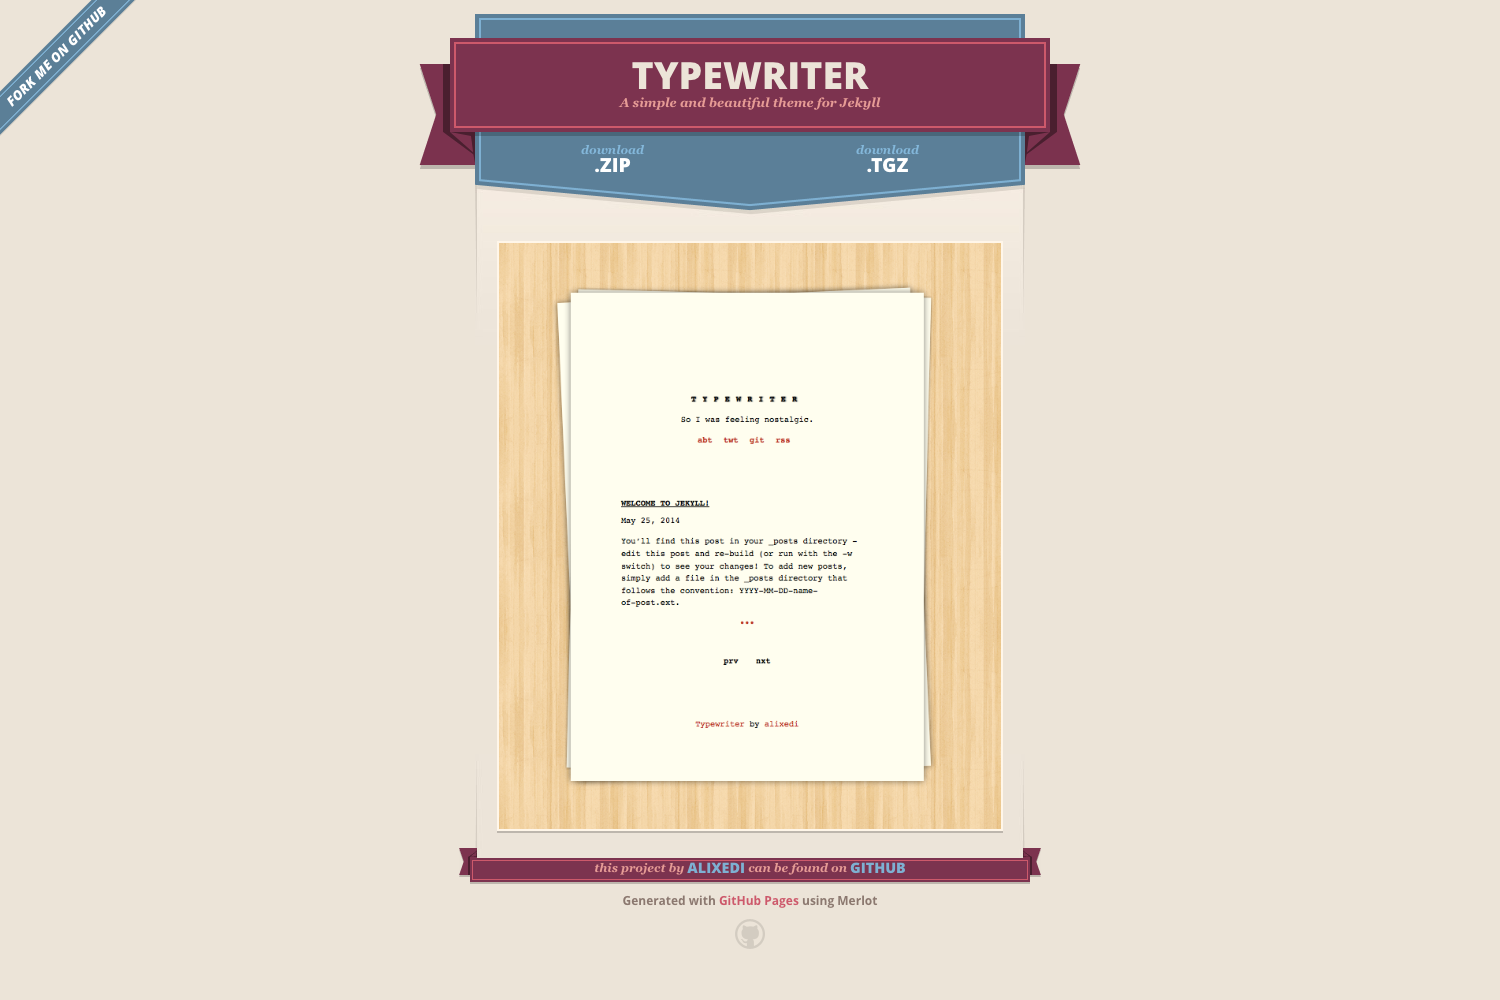 FORK ME ON GITHUB
TYPEWRITER
A simple and beautiful theme for Jekyll
download
.ZIP
download
.TGZ
T Y P E W R I T E R
So I was feeling nostalgic.
abt twt git rss
WELCOME TO JEKYLL!
May 25, 2014
You'll find this post in your _posts directory –
edit this post and re-build (or run with the -w
switch) to see your changes! To add new posts,
simply add a file in the _posts directory that
follows the convention: YYYY-MM-DD-name-
of-post.ext.
•••
prv nxt
Typewriter by alixedi
this project by ALIXEDI can be found on GITHUB
Generated with GitHub Pages using Merlot